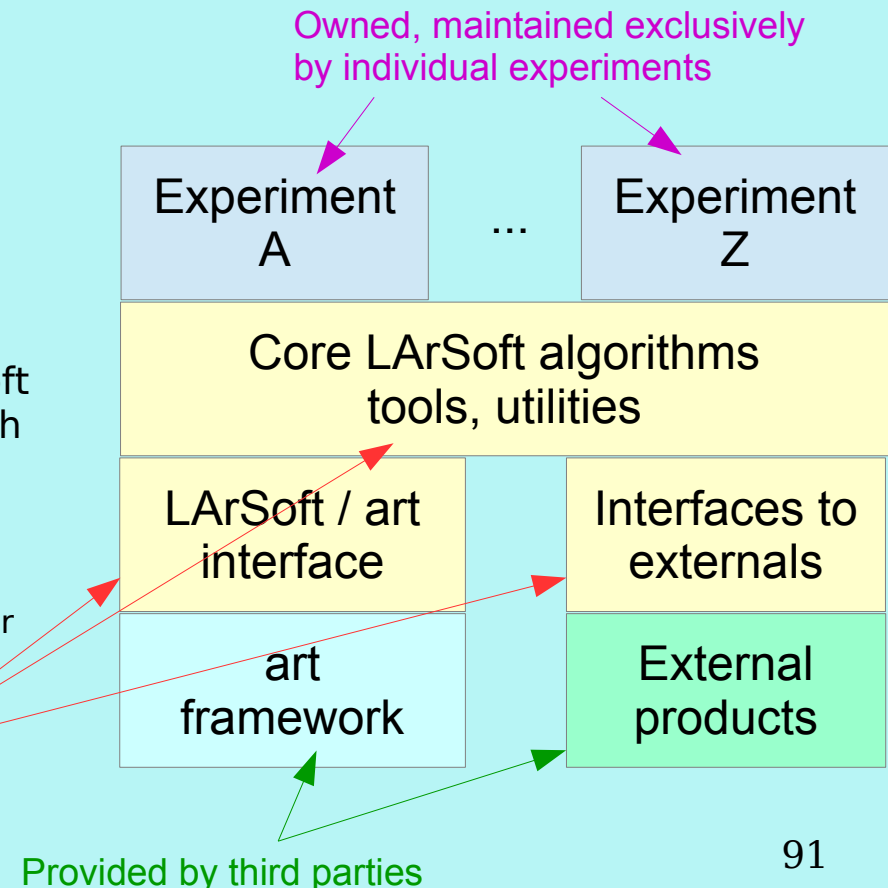 Owned, maintained exclusively
by individual experiments
Experiment
A
...
Experiment
Z
Core LArSoft algorithms
tools, utilities
LArSoft / art
interface
Interfaces to
externals
art
framework
External
products
Provided by third parties
91